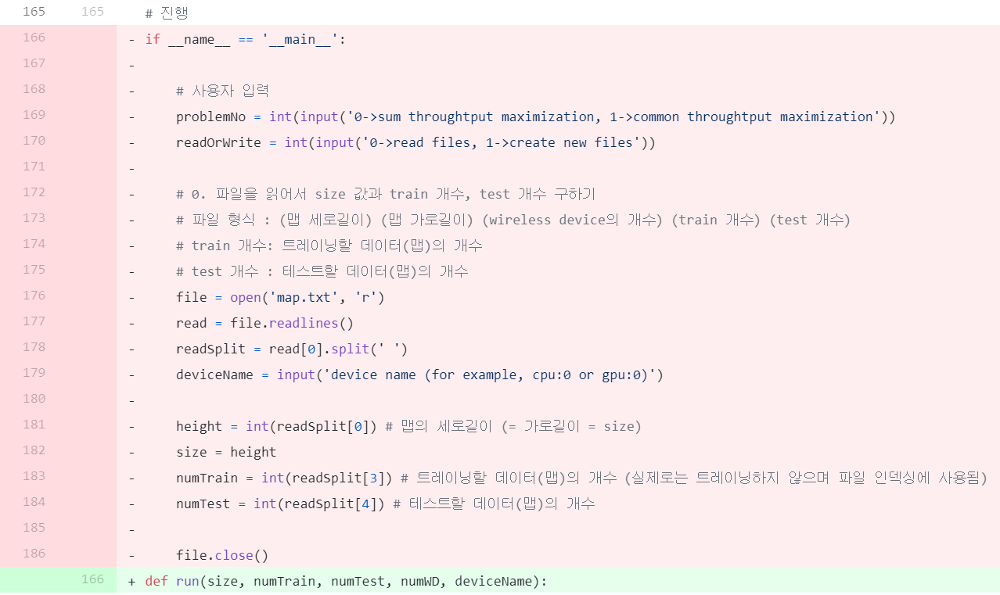 165 165 # 진행
166 - if __name__ == '__main__':
167 -
168 - # 사용자 입력
169 - problemNo = int(input('0->sum throughtput maximization, 1->common throughtput maximization'))
170 - readOrWrite = int(input('0->read files, 1->create new files'))
171 -
172 - # 0. 파일을 읽어서 size 값과 train 개수, test 개수 구하기
173 - # 파일 형식 : (맵 세로길이) (맵 가로길이) (wireless device의 개수) (train 개수) (test 개수)
174 - # train 개수: 트레이닝할 데이터(맵)의 개수
175 - # test 개수 : 테스트할 데이터(맵)의 개수
176 - file = open('map.txt', 'r')
177 - read = file.readlines()
178 - readSplit = read[0].split(' ')
179 - deviceName = input('device name (for example, cpu:0 or gpu:0)')
180 -
181 - height = int(readSplit[0]) # 맵의 세로길이 (= 가로길이 = size)
182 - size = height
183 - numTrain = int(readSplit[3]) # 트레이닝할 데이터(맵)의 개수 (실제로는 트레이닝하지 않으며 파일 인덱싱에 사용됨)
184 - numTest = int(readSplit[4]) # 테스트할 데이터(맵)의 개수
185 -
186 - file.close()
166 + def run(size, numTrain, numTest, numWD, deviceName):